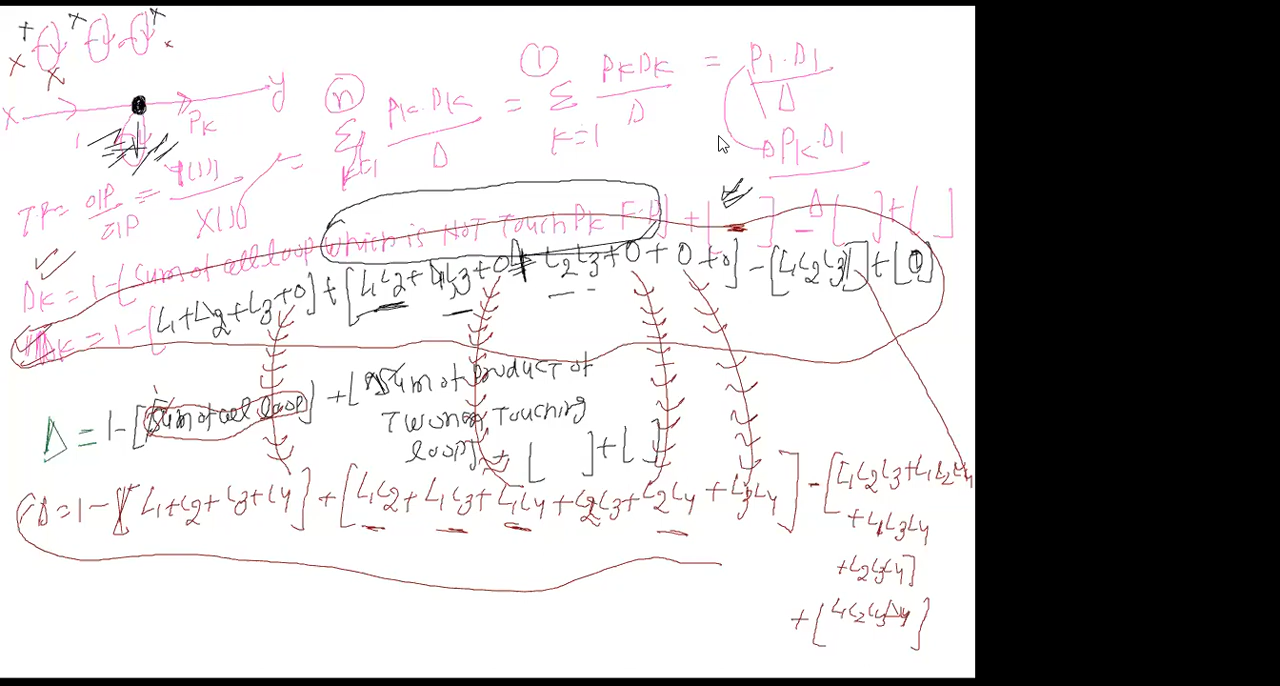 x 1 Pk y
T.F = O/P / I/P = Y(s) / X(s) = n Σ k=1 Pk.Δk / Δ = 1 Σ k=1 PkΔk / Δ = P1.Δ1 / Δ
Pk.Δ1
Δk = 1-[Sum of all loop which is NOT Touch Pk F.P] + [ ] - [ ] + [ ]
Δk = 1-[L1+L2+L3+0] + [L1L2+L1L3+0+L2L3+0+0+0] - [L1L2L3] + [0]
Δ = 1-[Sum of all loop] + [Sum of product of
Two non touching
loop] + [ ] + [ ]
Δ = 1-[L1+L2+L3+L4] + [L1L2+L1L3+L1L4+L2L3+L2L4+L3L4] - [L1L2L3+L1L2L4
+L1L3L4
+L2L3L4]
+[L1L2L3L4]